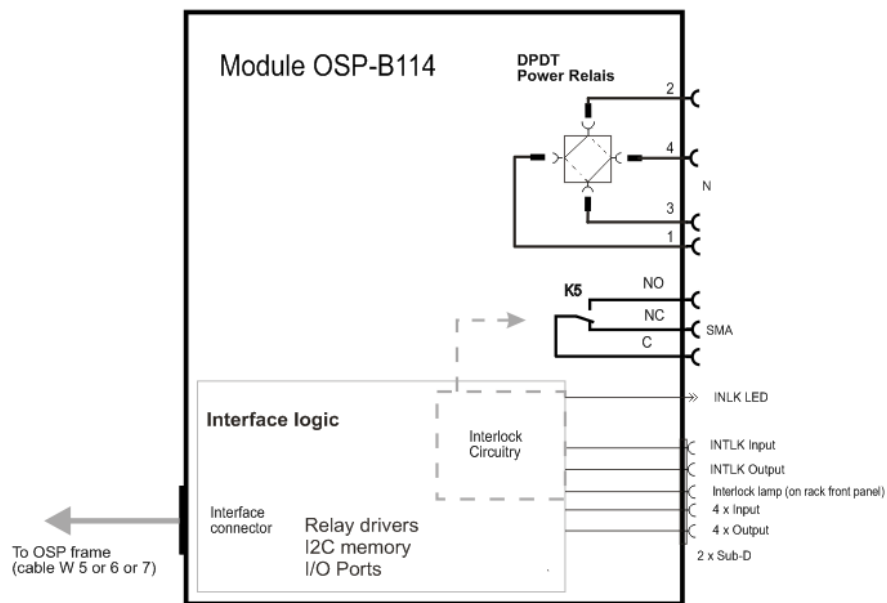 Module OSP-B114
DPDT
Power Relais
2
4
N
3
1
K5
NO
NC
C
SMA
INLK LED
Interface logic
Interlock
Circuitry
INTLK Input
INTLK Output
Interlock lamp (on rack front panel)
4 x Input
4 x Output
2 x Sub-D
Interface
connector
Relay drivers
I2C memory
I/O Ports
To OSP frame
(cable W 5 or 6 or 7)